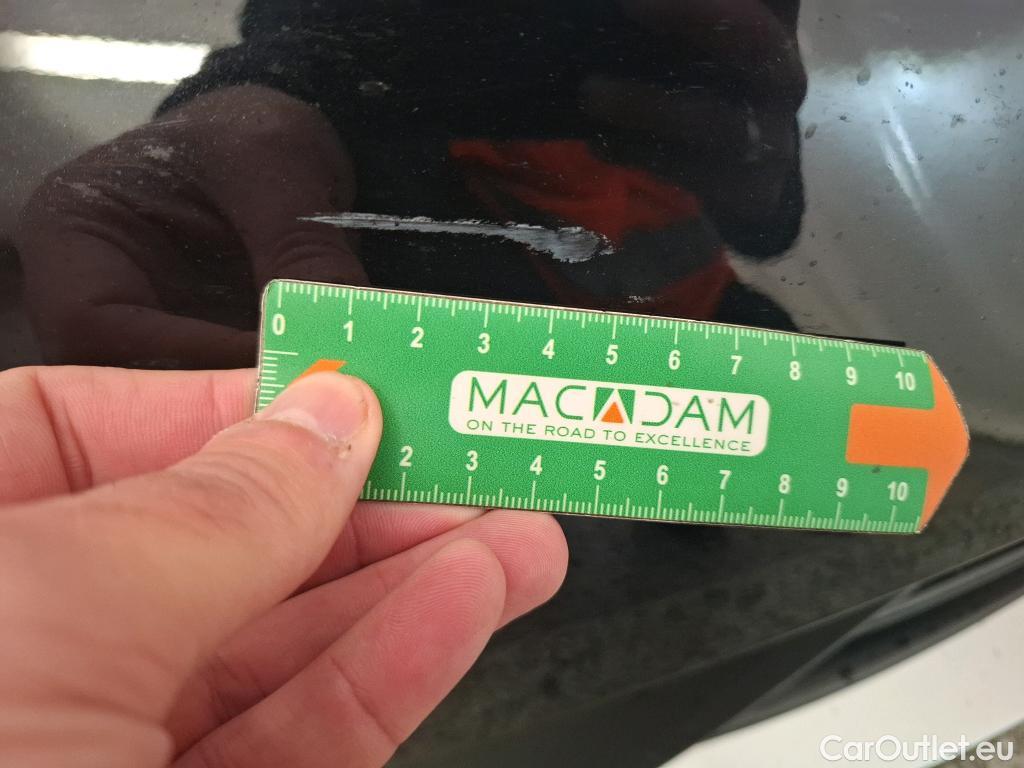 0 1 2 3 4 5 6 7 8 9 10
MACADAM
ON THE ROAD TO EXCELLENCE
2 3 4 5 6 7 8 9 10
CarOutlet.eu